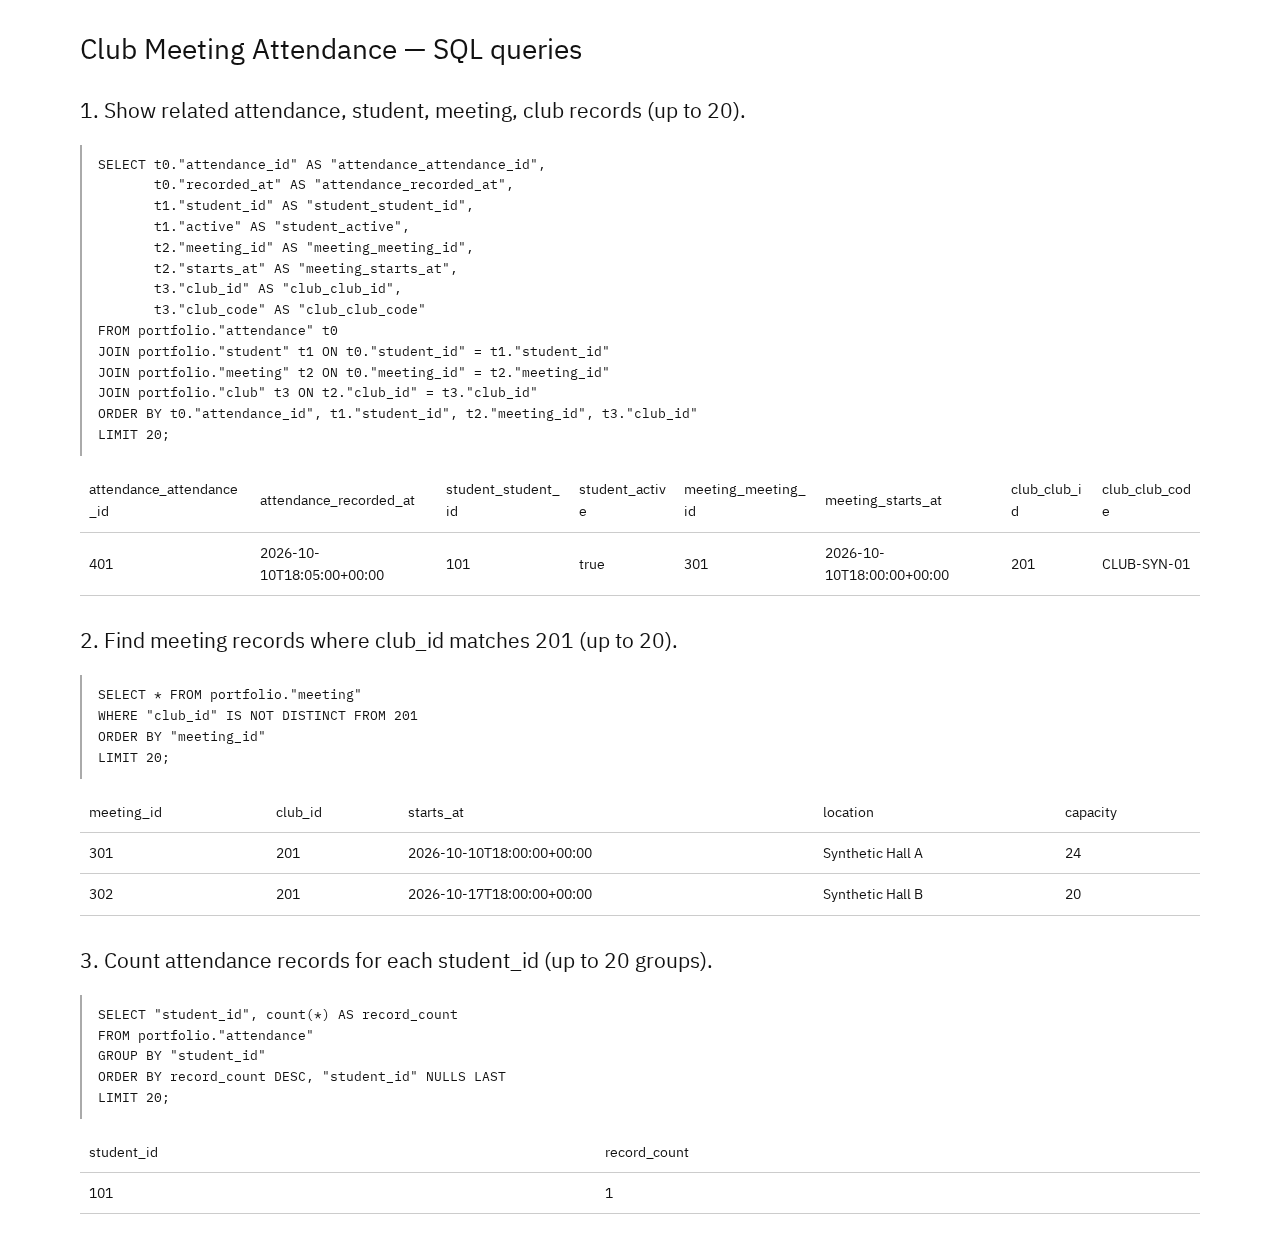 Club Meeting Attendance — SQL queries
1. Show related attendance, student, meeting, club records (up to 20).
SELECT t0."attendance_id" AS "attendance_attendance_id",
       t0."recorded_at" AS "attendance_recorded_at",
       t1."student_id" AS "student_student_id",
       t1."active" AS "student_active",
       t2."meeting_id" AS "meeting_meeting_id",
       t2."starts_at" AS "meeting_starts_at",
       t3."club_id" AS "club_club_id",
       t3."club_code" AS "club_club_code"
FROM portfolio."attendance" t0
JOIN portfolio."student" t1 ON t0."student_id" = t1."student_id"
JOIN portfolio."meeting" t2 ON t0."meeting_id" = t2."meeting_id"
JOIN portfolio."club" t3 ON t2."club_id" = t3."club_id"
ORDER BY t0."attendance_id", t1."student_id", t2."meeting_id", t3."club_id"
LIMIT 20;
attendance_attendance student_student_ student_activ meeting_meeting_ club_club_i club_club_cod
attendance_recorded_at meeting_starts_at
_id id e id d e
2026-10- 2026-10-
401 101 true 301 201 CLUB-SYN-01
10T18:05:00+00:00 10T18:00:00+00:00
2. Find meeting records where club_id matches 201 (up to 20).
SELECT * FROM portfolio."meeting"
WHERE "club_id" IS NOT DISTINCT FROM 201
ORDER BY "meeting_id"
LIMIT 20;
meeting_id club_id starts_at location capacity
301 201 2026-10-10T18:00:00+00:00 Synthetic Hall A 24
302 201 2026-10-17T18:00:00+00:00 Synthetic Hall B 20
3. Count attendance records for each student_id (up to 20 groups).
SELECT "student_id", count(*) AS record_count
FROM portfolio."attendance"
GROUP BY "student_id"
ORDER BY record_count DESC, "student_id" NULLS LAST
LIMIT 20;
student_id record_count
101 1